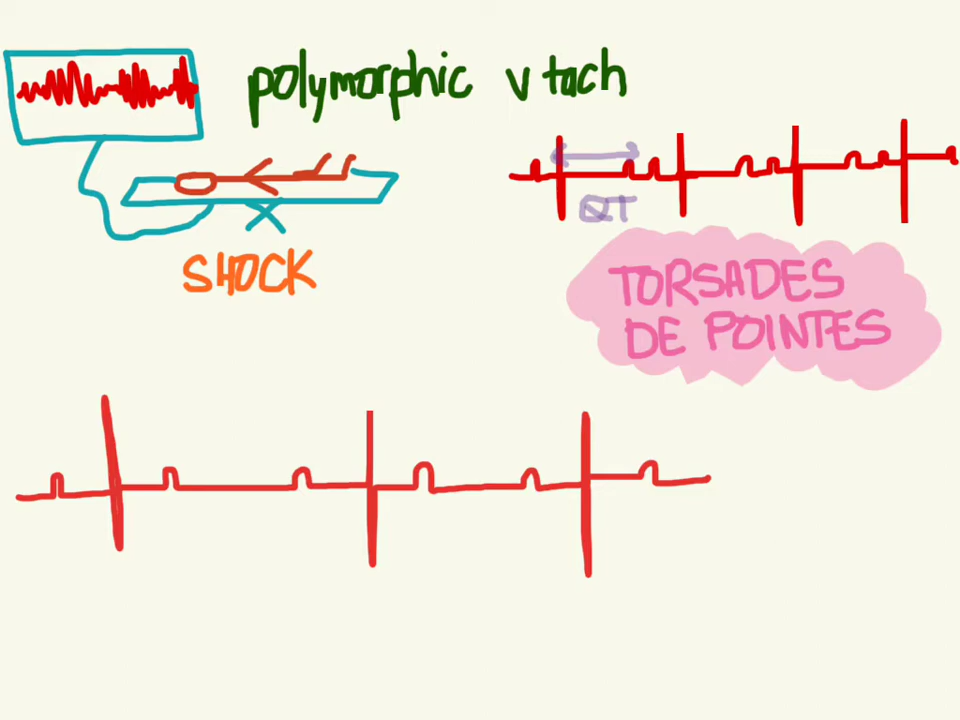 polymorphic v tach
QT
SHOCK
TORSADES
DE POINTES